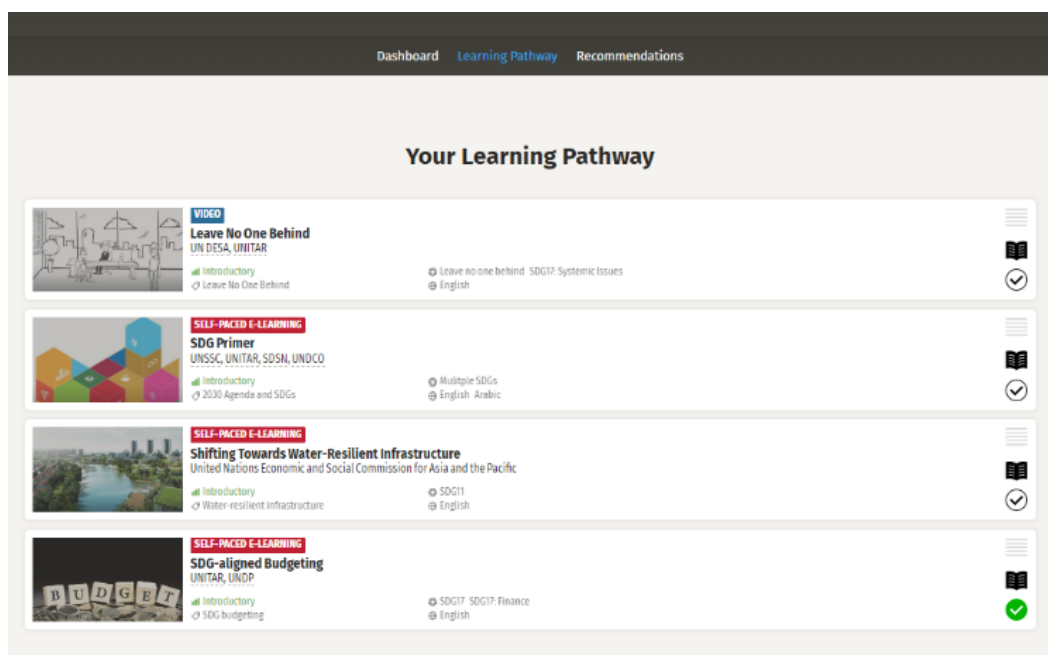 Dashboard Learning Pathway Recommendations
Your Learning Pathway
VIDEO
Leave No One Behind
UN DESA, UNITAR
Introductory
Leave no one behind SDG17: Systemic Issues
Leave No One Behind
English
SELF-PACED E-LEARNING
SDG Primer
UNSSC, UNITAR, SDSN, UNDCO
Introductory
Mulitple SDGs
2030 Agenda and SDGs
English Arabic
SELF-PACED E-LEARNING
Shifting Towards Water-Resilient Infrastructure
United Nations Economic and Social Commission for Asia and the Pacific
Introductory
SDG11
Water-resilient infrastructure
English
SELF-PACED E-LEARNING
SDG-aligned Budgeting
UNITAR, UNDP
BUDGET
Introductory
SDG17 SDG17: Finance
SDG budgeting
English